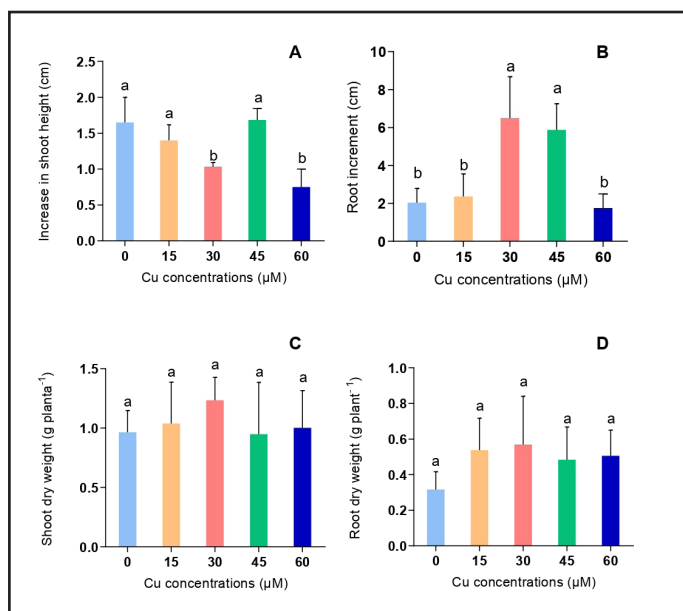 A
Increase in shoot height (cm)
2.5
2.0
1.5
1.0
0.5
0.0
a
a
b
a
b
0 15 30 45 60
Cu concentrations (µM)
B
Root increment (cm)
10
8
6
4
2
0
b
b
a
a
b
0 15 30 45 60
Cu concentrations (µM)
C
Shoot dry weight (g planta⁻¹)
1.5
1.0
0.5
0.0
a
a
a
a
a
0 15 30 45 60
Cu concentrations (µM)
D
Root dry weight (g plant⁻¹)
1.0
0.8
0.6
0.4
0.2
0.0
a
a
a
a
a
0 15 30 45 60
Cu concentrations (µM)